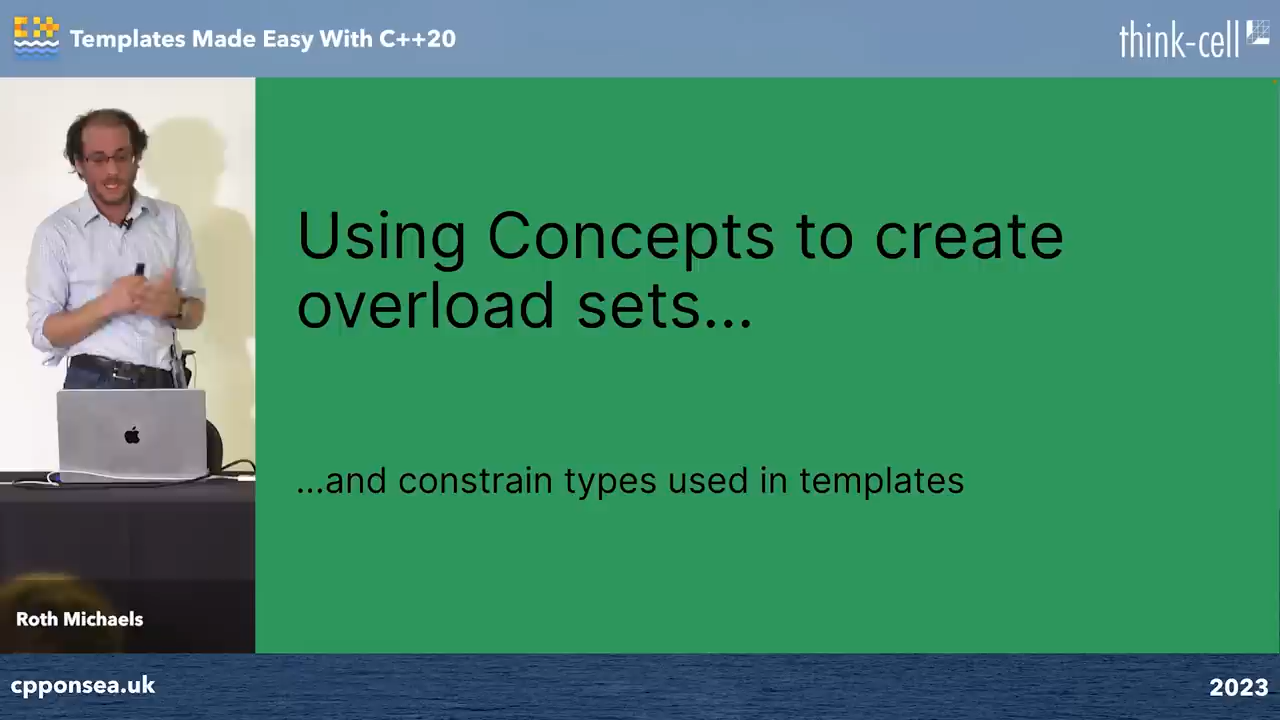 C++
Templates Made Easy With C++20
think-cell
Using Concepts to create
overload sets...
...and constrain types used in templates
Roth Michaels
cpponsea.uk
2023